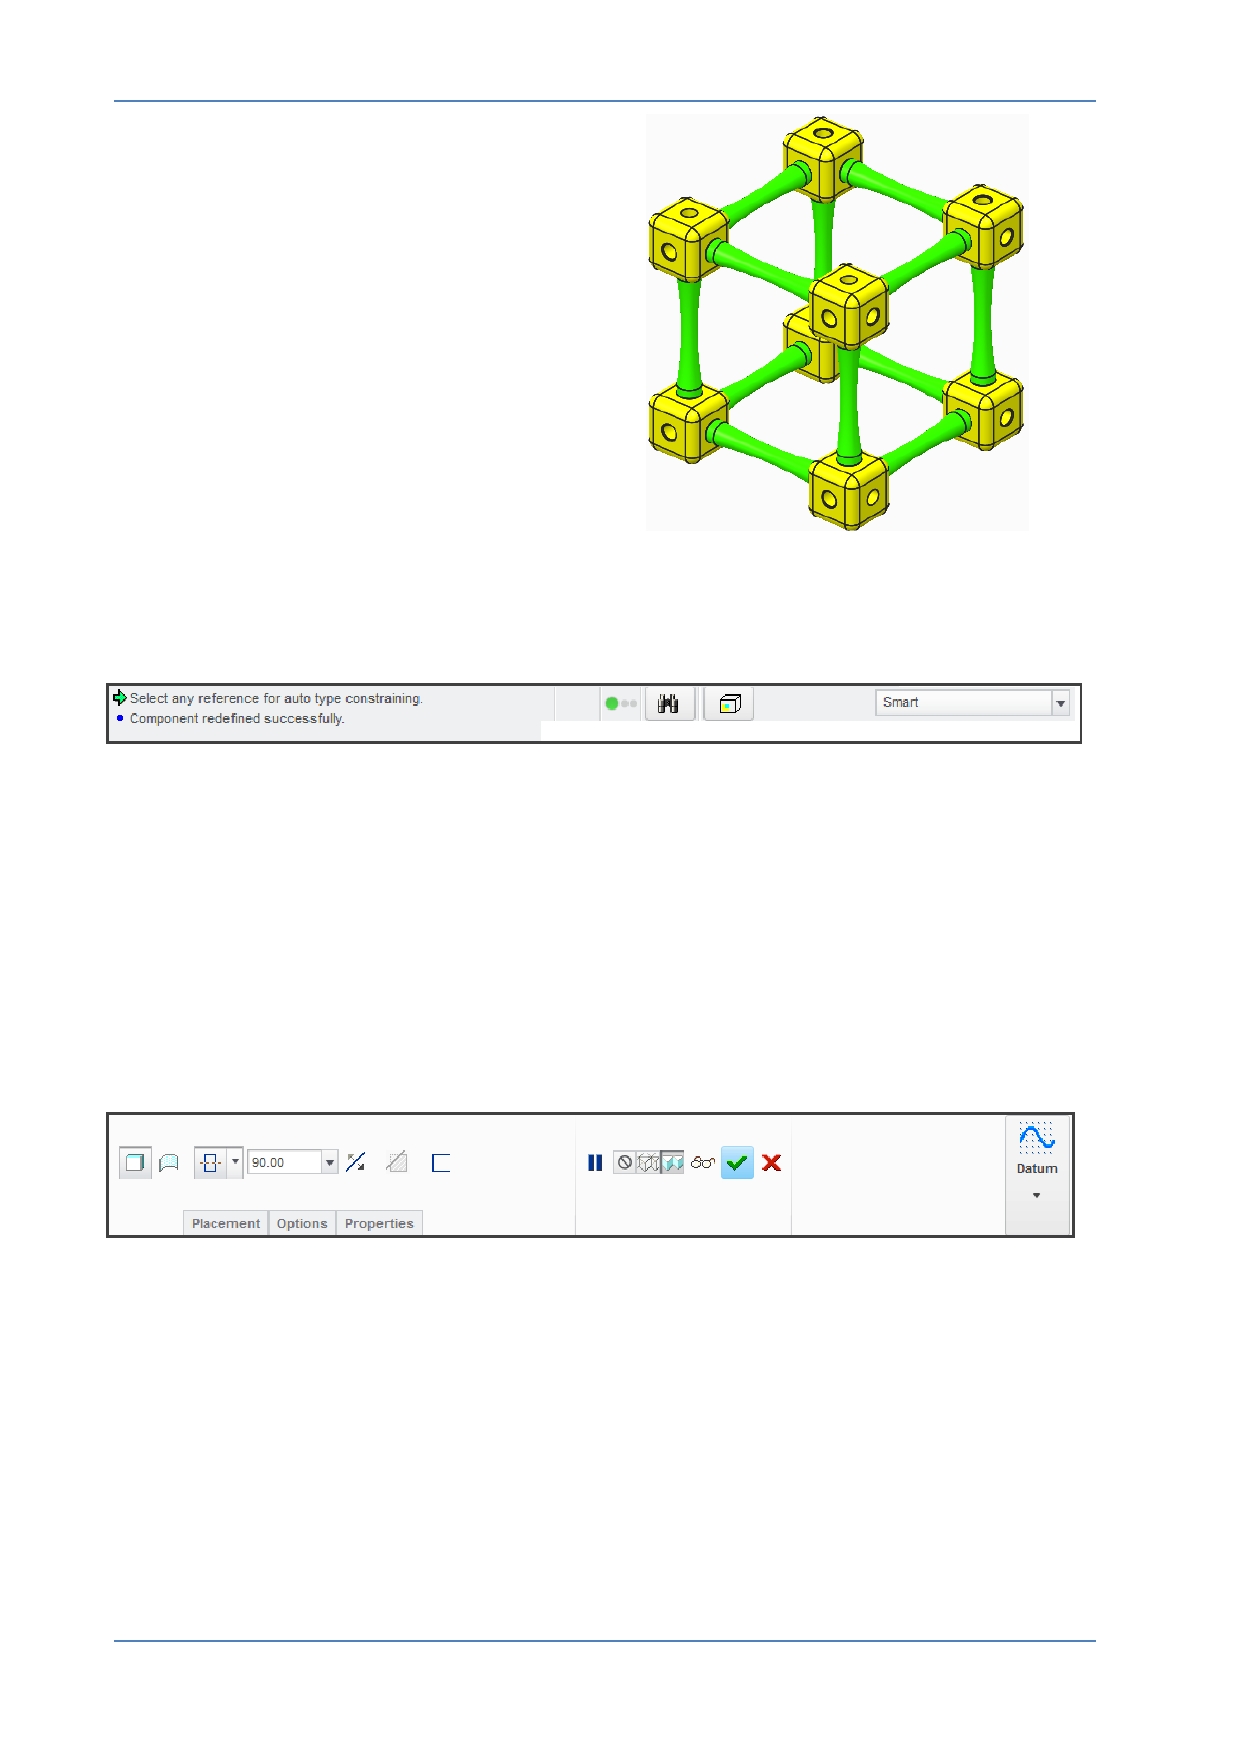 Select any reference for auto type constraining.
Component redefined successfully.
Smart
90.00
Datum
Placement Options Properties